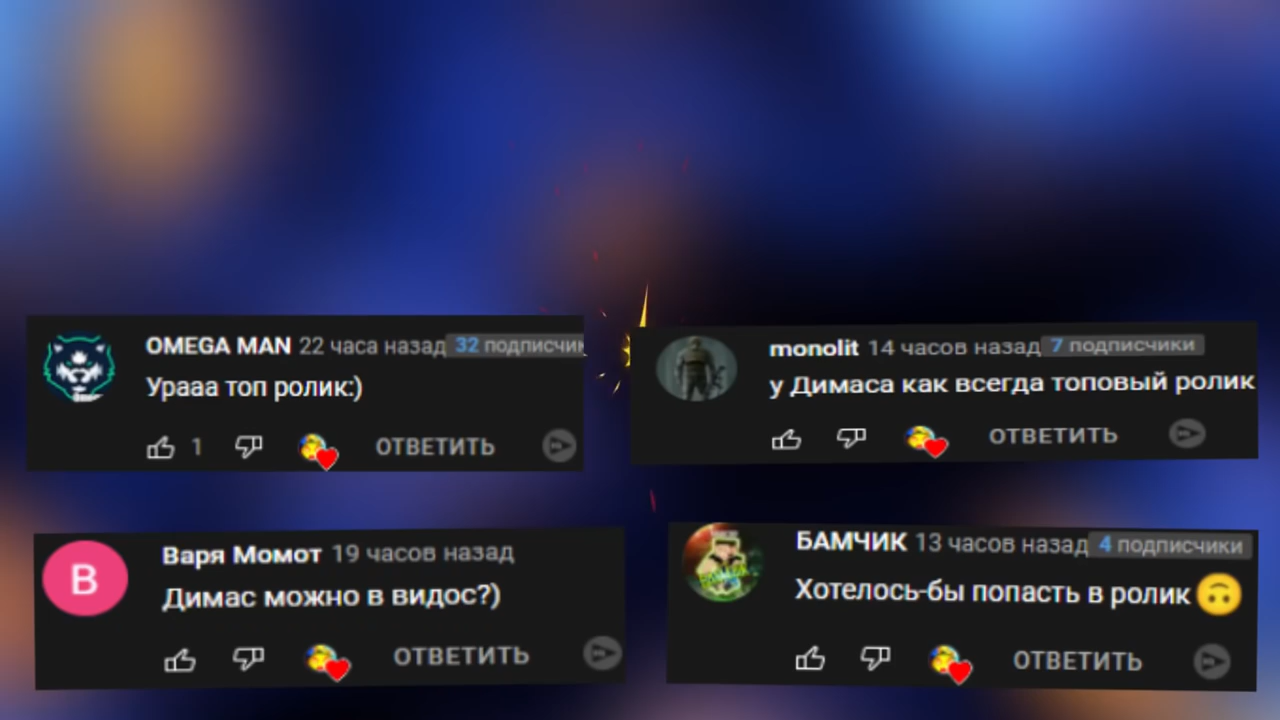 OMEGA MAN 22 часа назад 32 подписчик
Урааа топ ролик:)
1 ОТВЕТИТЬ
monolit 14 часов назад 7 подписчики
у Димаса как всегда топовый ролик
ОТВЕТИТЬ
В
Варя Момот 19 часов назад
Димас можно в видос?)
ОТВЕТИТЬ
БАМЧИК 13 часов назад 4 подписчики
Хотелось-бы попасть в ролик 🙃
ОТВЕТИТЬ